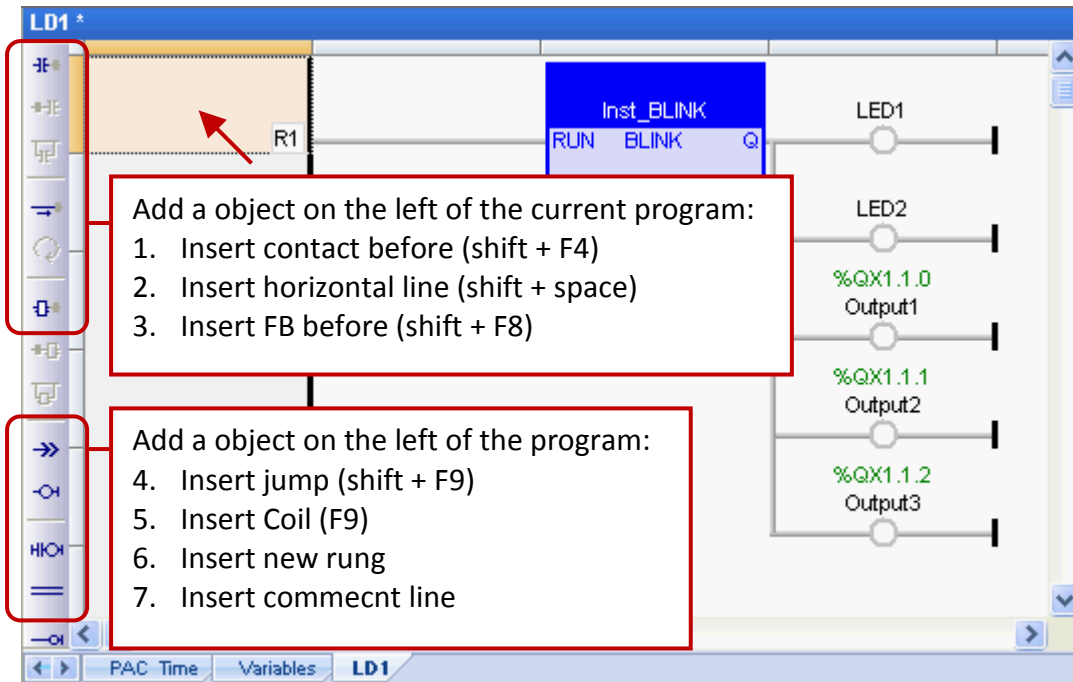 LD1 *
R1
Inst_BLINK
RUN BLINK Q
LED1
LED2
%QX1.1.0
Output1
%QX1.1.1
Output2
%QX1.1.2
Output3
Add a object on the left of the current program:
1. Insert contact before (shift + F4)
2. Insert horizontal line (shift + space)
3. Insert FB before (shift + F8)
Add a object on the left of the program:
4. Insert jump (shift + F9)
5. Insert Coil (F9)
6. Insert new rung
7. Insert commecnt line
PAC Time Variables LD1